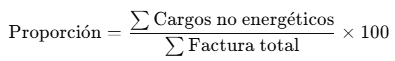 Proporción = ∑ Cargos no energéticos / ∑ Factura total × 100